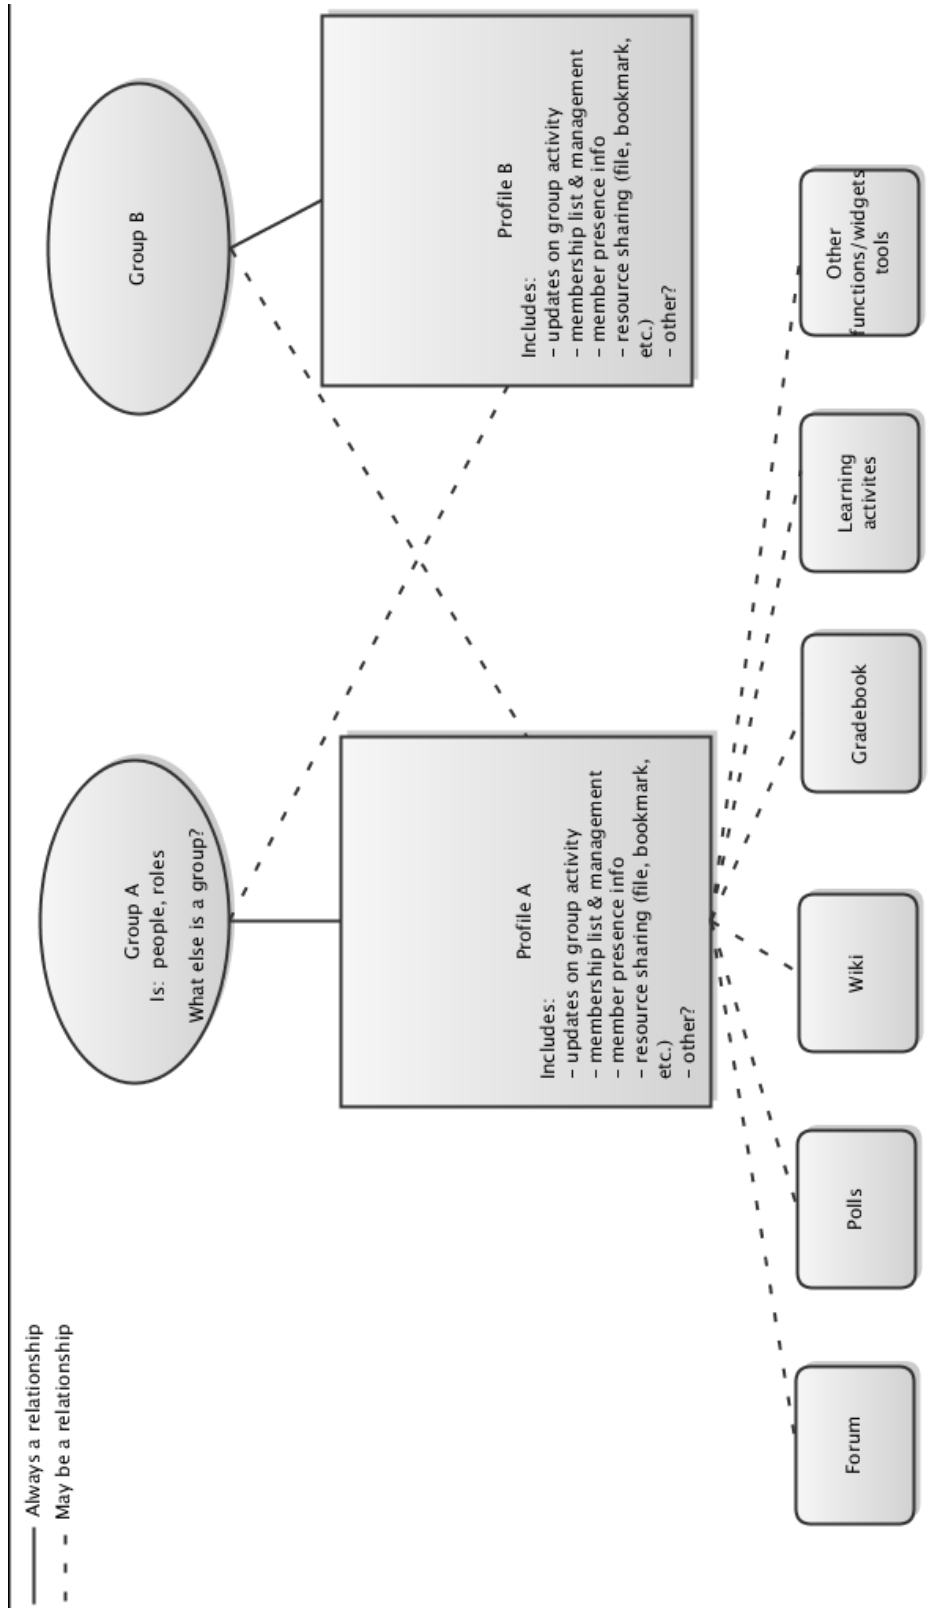 Always a relationship
May be a relationship
Group A
Is: people, roles
What else is a group?
Group B
Profile A
Includes:
– updates on group activity
– membership list & management
– member presence info
– resource sharing (file, bookmark,
etc.)
– other?
Profile B
Includes:
– updates on group activity
– membership list & management
– member presence info
– resource sharing (file, bookmark,
etc.)
– other?
Forum
Polls
Wiki
Gradebook
Learning
activites
Other
functions/widgets
tools